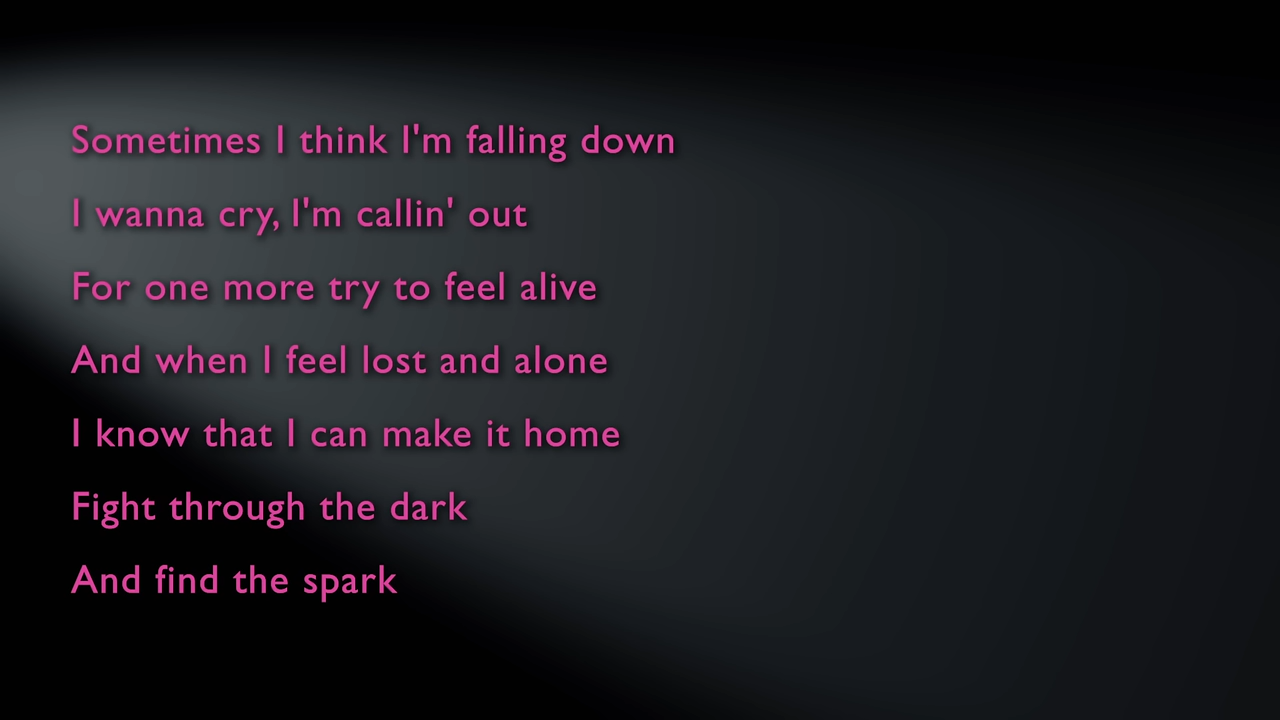 Sometimes I think I'm falling down
I wanna cry, I'm callin' out
For one more try to feel alive
And when I feel lost and alone
I know that I can make it home
Fight through the dark
And find the spark